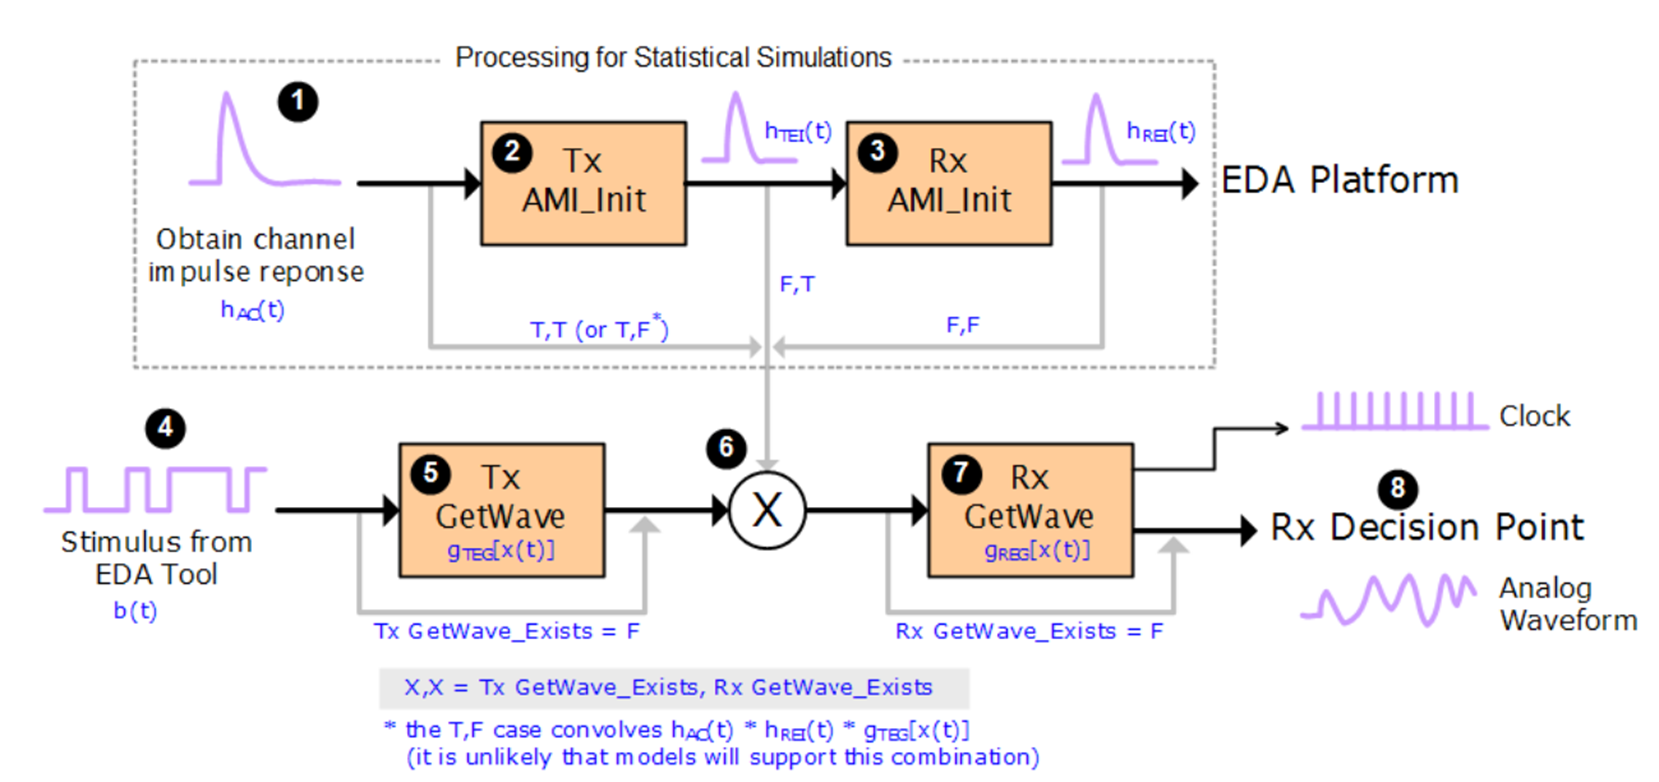 Processing for Statistical Simulations
1
2
Tx
AMI_Init
hTEI(t)
3
Rx
AMI_Init
hREI(t)
EDA Platform
Obtain channel
impulse reponse
hAC(t)
F,T
T,T (or T,F*)
F,F
4
Stimulus from
EDA Tool
b(t)
5
Tx
GetWave
gTEG[x(t)]
6
X
7
Rx
GetWave
gREG[x(t)]
Clock
8
Rx Decision Point
Analog
Waveform
Tx GetWave_Exists = F
Rx GetWave_Exists = F
X,X = Tx GetWave_Exists, Rx GetWave_Exists
* the T,F case convolves hAC(t) * hREI(t) * gTEG[x(t)]
(it is unlikely that models will support this combination)